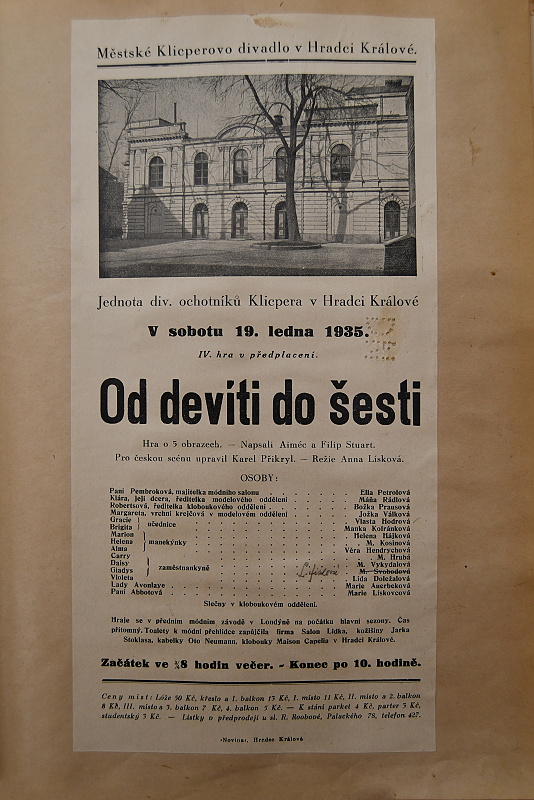 Městské Klicperovo divadlo v Hradci Králové.
Jednota div. ochotníků Klicpera v Hradci Králové
V sobotu 19. ledna 1935.
IV. hra v předplacení.
Od devíti do šesti
Hra o 5 obrazech. — Napsali Aimée a Filip Stuart.
Pro českou scénu upravil Karel Přikryl. — Režie Anna Lísková.
OSOBY:
Paní Pembroková, majitelka módního salonu . . . . . Ella Petrolová
Klára, její dcera, ředitelka modelového oddělení . . . . . Máňa Rádlová
Robertsová, ředitelka kloboukového oddělení . . . . . Božka Prausová
Margareta, vrchní krejčová v modelovém oddělení . . . . . Jožka Válková
Gracie } učednice . . . . . Vlasta Hodrová
Brigita } . . . . . Manka Kofránková
Marion } manekýnky . . . . . Helena Hájková
Helena } . . . . . M. Kosinová
Alma } . . . . . Věra Hendrychová
Carry } zaměstnankyně . . . . . M. Hrubá
Daisy } . . . . . M. Vykydalová
Gladys } . . . . . M. Svobodová
Violeta . . . . . Lída Doležalová
Lady Avonlaye . . . . . Marie Auerbeková
Paní Abbotová . . . . . Marie Liskovcová
Slečny v kloboukovém oddělení.
Hraje se v předním módním závodě v Londýně na počátku hlavní sezony. Čas
přítomný. Toalety k módní přehlídce zapůjčila firma Salon Lidka, kožišiny Jarka
Stoklasa, kabelky Oto Neumann, klobouky Maison Capelia v Hradci Králové.
Začátek ve ¾8 hodin večer. - Konec po 10. hodině.
Ceny míst: Lóže 50 Kč, křeslo a 1. balkon 13 Kč, I. místo 11 Kč, II. místo a 2. balkon
8 Kč, III. místo a 3. balkon 7 Kč, 4. balkon 5 Kč. — K stání parket 4 Kč, parter 3 Kč,
studentský 3 Kč. — Lístky v předprodeji u sl. R. Roobové, Palackého 78, telefon 427.
»Novina«, Hradec Králové